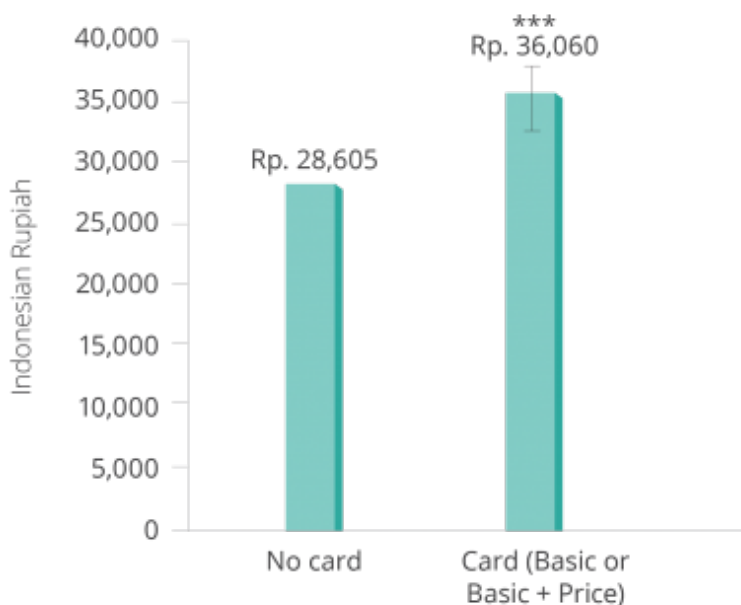 40,000
35,000
30,000
25,000
20,000
15,000
10,000
5,000
0
Indonesian Rupiah
Rp. 28,605
***
Rp. 36,060
No card
Card (Basic or
Basic + Price)